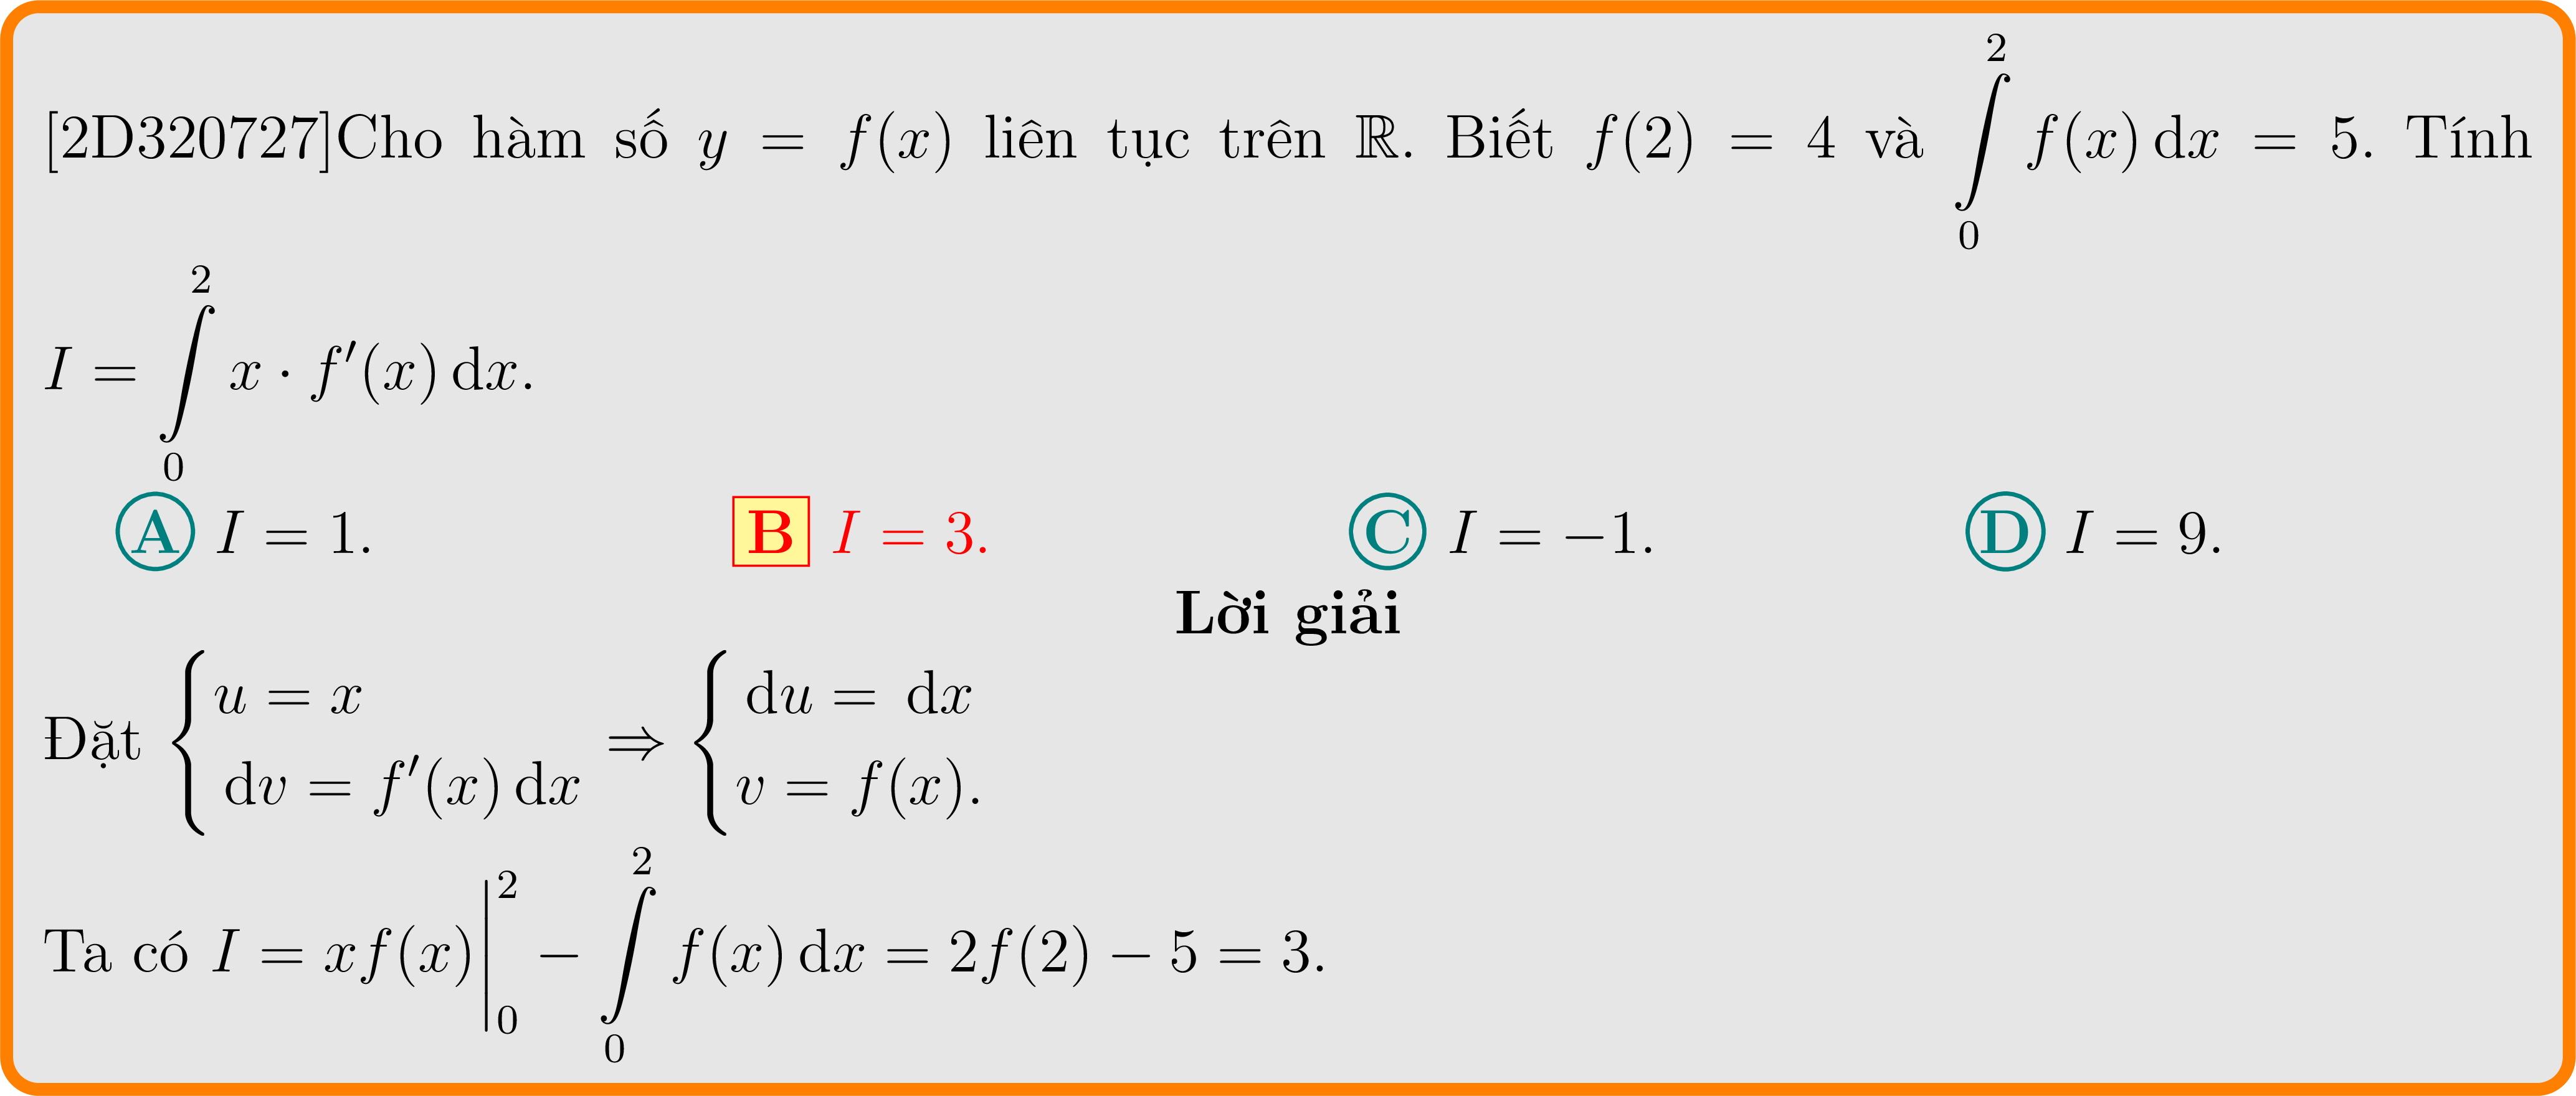 [2D320727]Cho hàm số $y = f(x)$ liên tục trên $\mathbb{R}$. Biết $f(2) = 4$ và $\int\limits_0^2 f(x)\,\mathrm{d}x = 5$. Tính
$I = \int\limits_0^2 x \cdot f'(x)\,\mathrm{d}x$.
A $I = 1$. B $I = 3$. C $I = -1$. D $I = 9$.
Lời giải
Đặt $\begin{cases} u = x \\ \mathrm{d}v = f'(x)\,\mathrm{d}x \end{cases} \Rightarrow \begin{cases} \mathrm{d}u = \mathrm{d}x \\ v = f(x). \end{cases}$
Ta có $I = xf(x)\Big|_0^2 - \int\limits_0^2 f(x)\,\mathrm{d}x = 2f(2) - 5 = 3$.